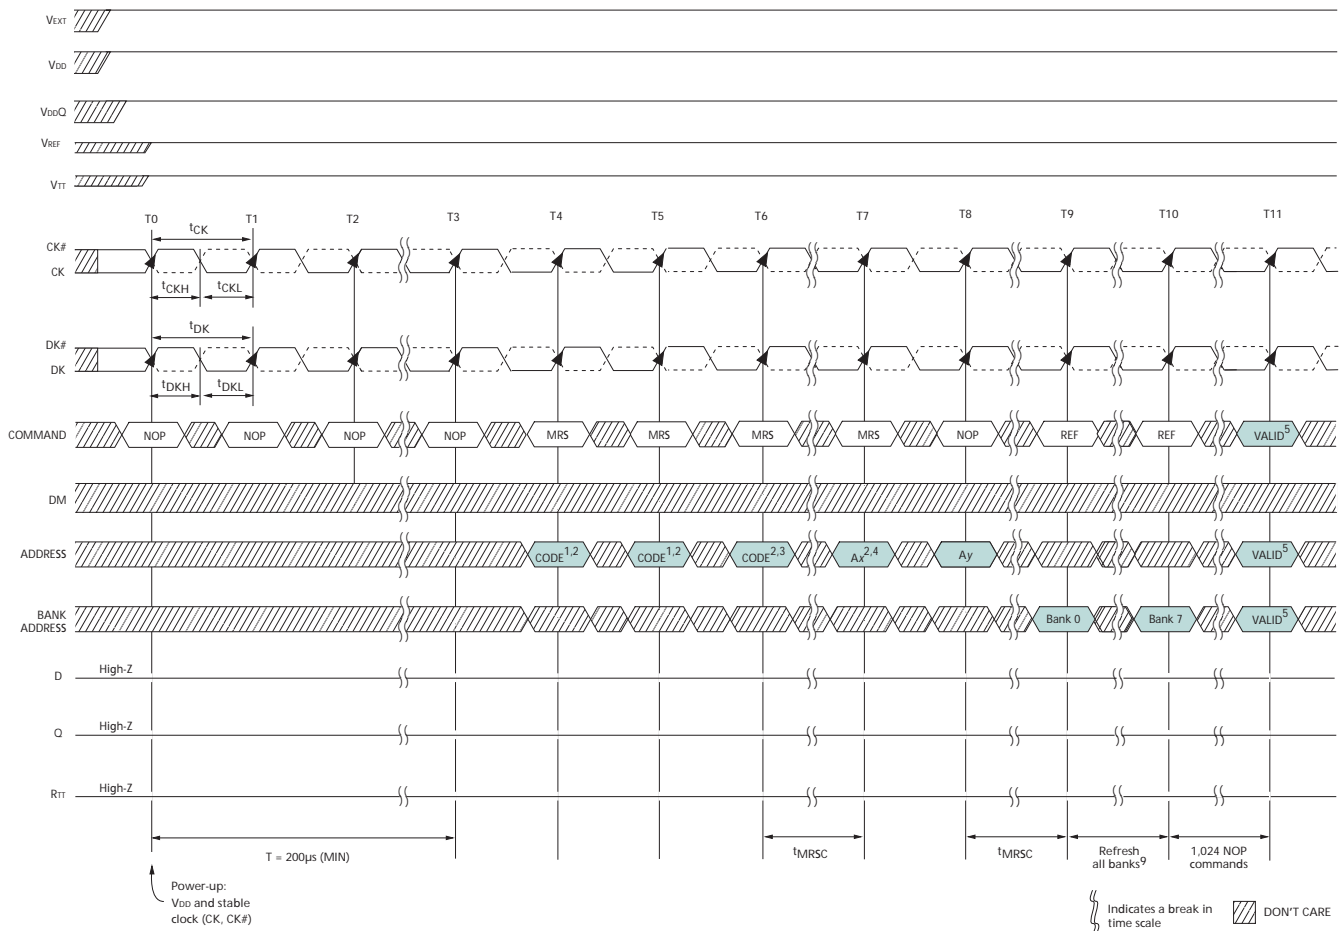 VEXT
VDD
VDDQ
VREF
VTT
T0 T1 T2 T3 T4 T5 T6 T7 T8 T9 T10 T11
tCK
CK#
CK
tCKH tCKL
tDK
DK#
DK
tDKH tDKL
COMMAND NOP NOP NOP NOP MRS MRS MRS MRS NOP REF REF VALID5
DM
ADDRESS CODE1,2 CODE1,2 CODE2,3 Ax2,4 Ay VALID5
BANK
ADDRESS Bank 0 Bank 7 VALID5
D High-Z
Q High-Z
RTT High-Z
T = 200µs (MIN) tMRSC tMRSC Refresh
all banks9 1,024 NOP
commands
Power-up:
VDD and stable
clock (CK, CK#)
Indicates a break in
time scale
DON'T CARE